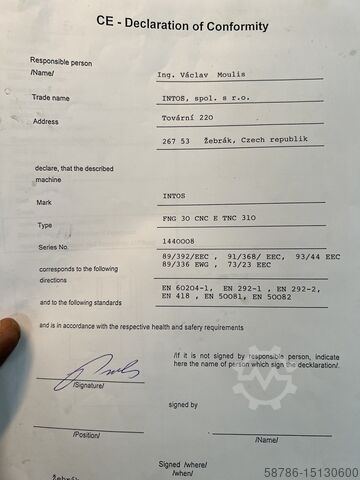 CE - Declaration of Conformity
Responsible person
/Name/ Ing. Václav Moulis
Trade name INTOS, spol. s r.o.
Address Tovární 220
267 53 Žebrák, Czech republik
declare, that the described
machine
Mark INTOS
Type FNG 30 CNC E TNC 310
Series No. 1440008
corresponds to the following
directions
89/392/EEC , 91/368/ EEC, 93/44 EEC
89/336 EWG , 73/23 EEC
and to the following standards
EN 60204-1, EN 292-1 , EN 292-2,
EN 418 , EN 50081, EN 50082
and is in accordance with the respective health and safety requirements
/if it is not signed by responsible person, indicate
here the name of person which sign the declaration/.
/Signature/
signed by
/Position/
/Name/
Signed /where/
/when/
58786-15130600